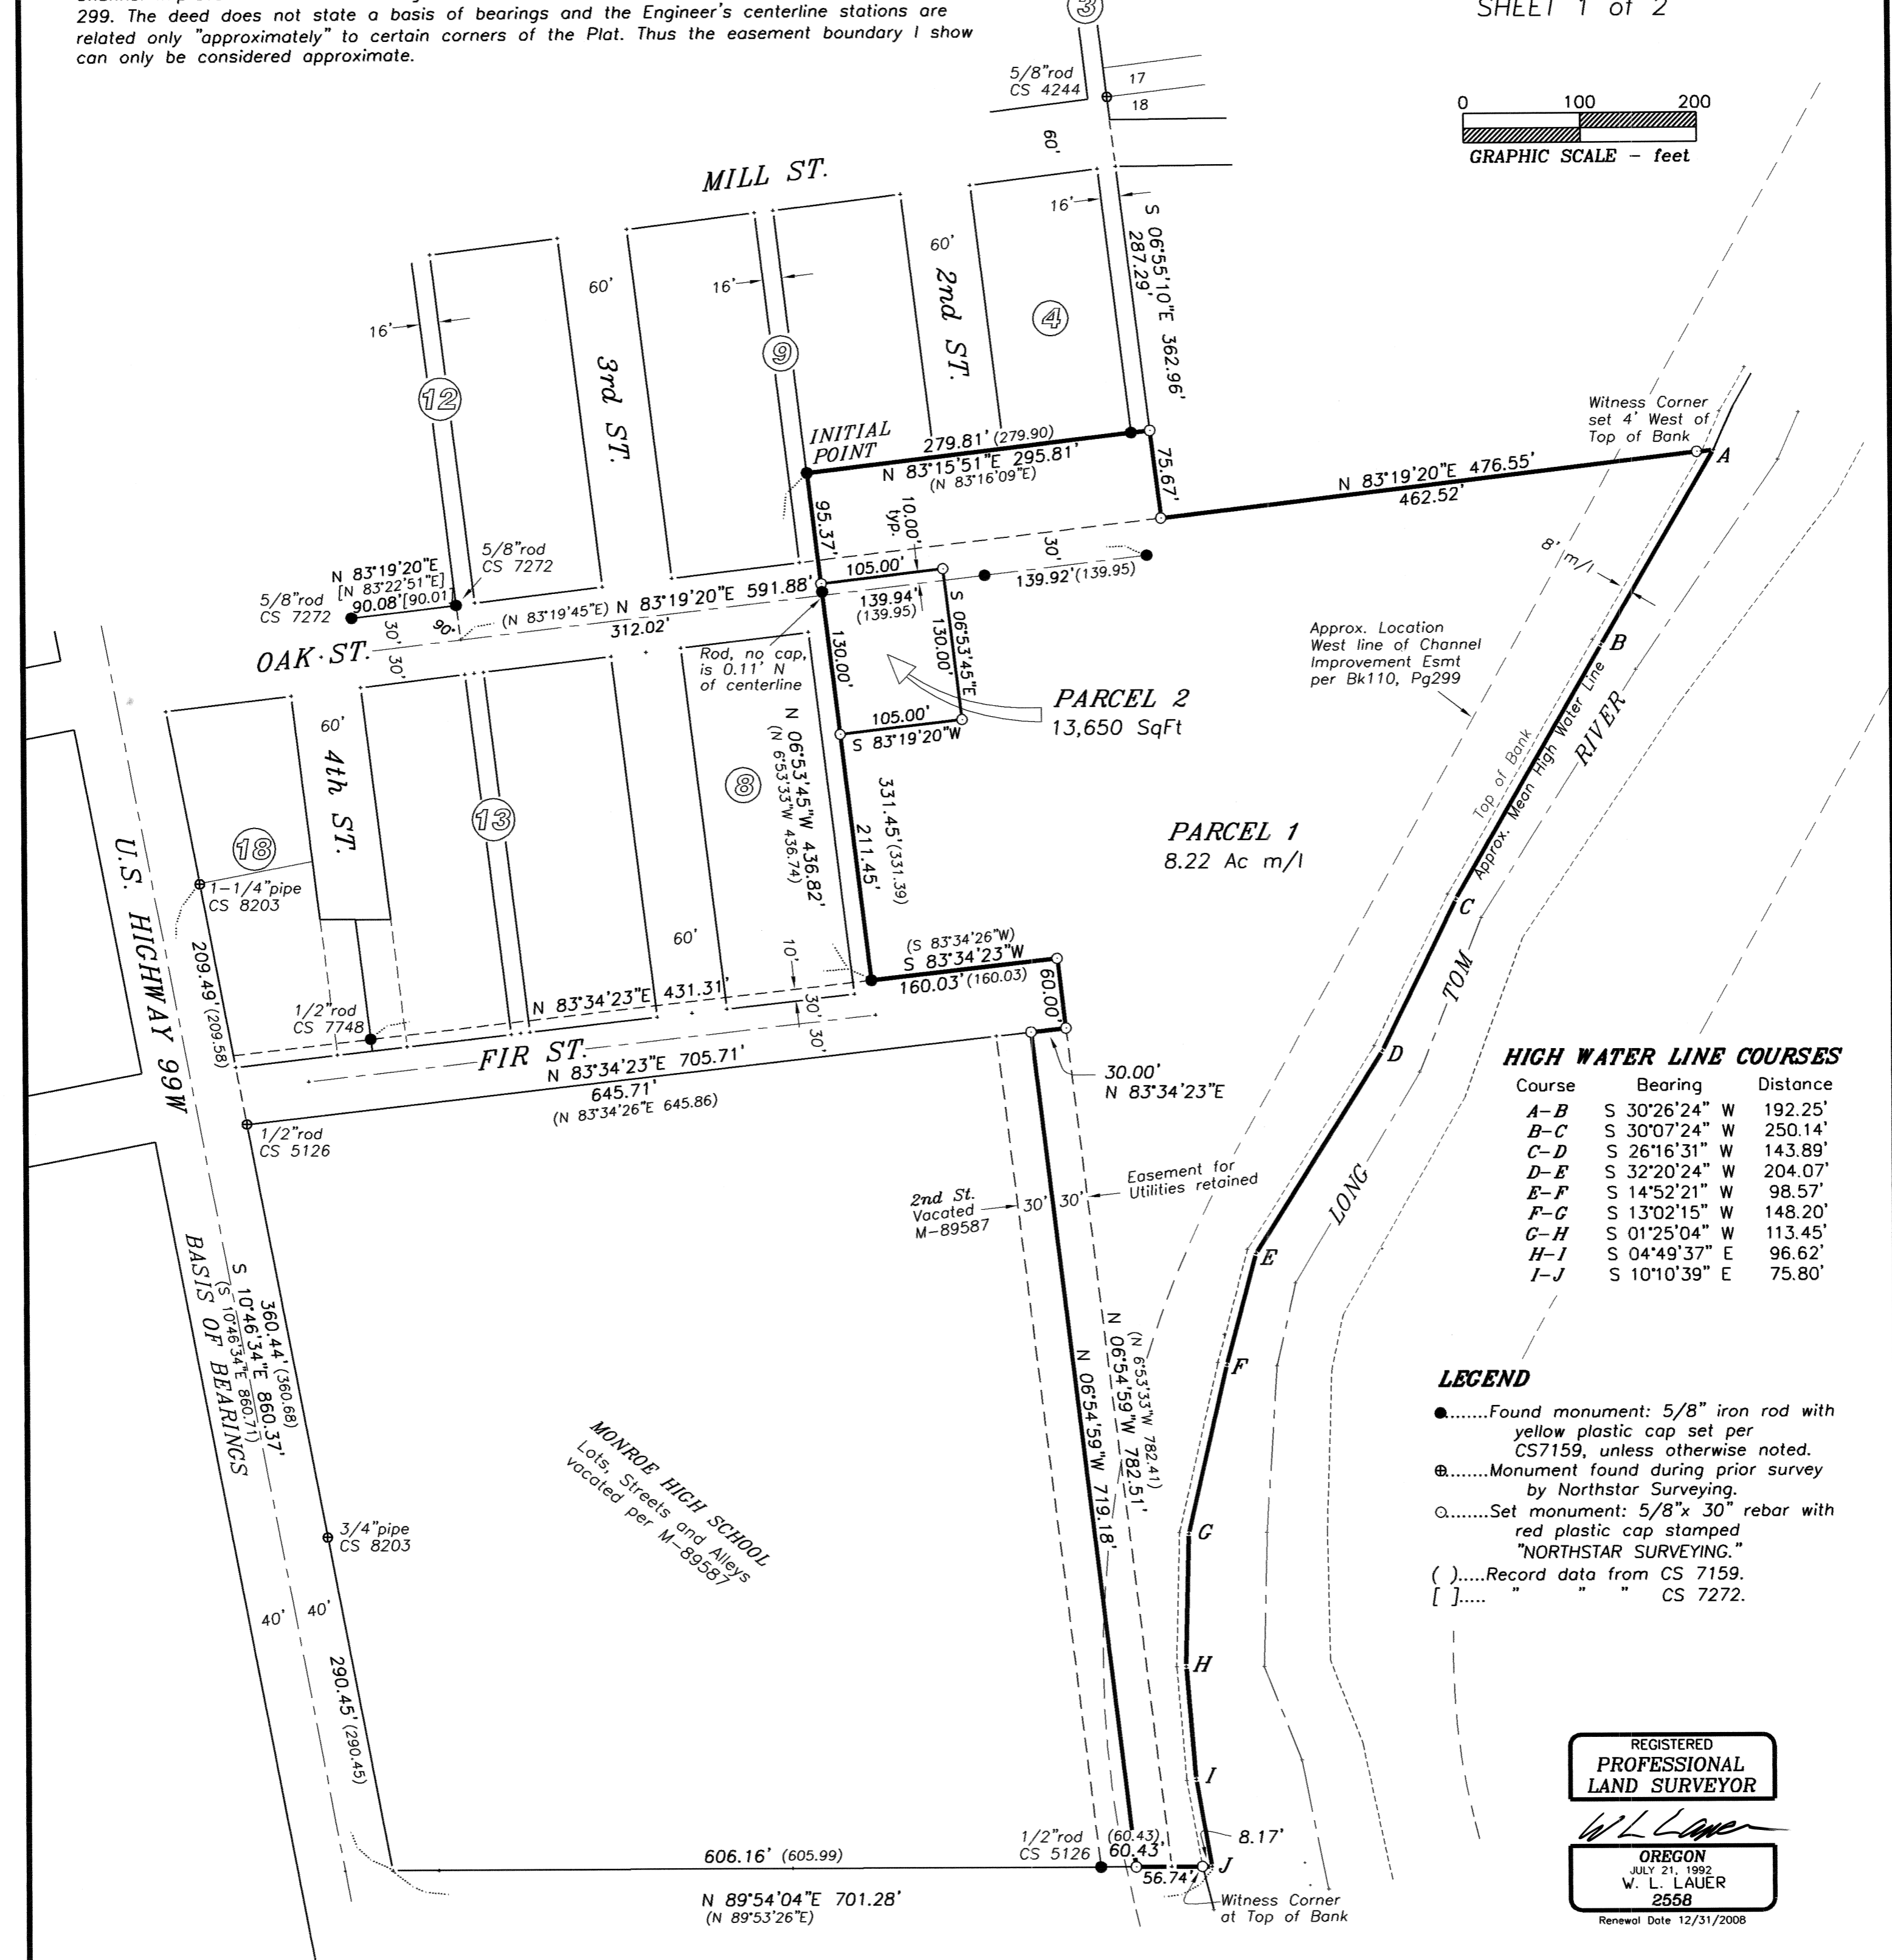 299. The deed does not state a basis of bearings and the Engineer's centerline stations are
related only "approximately" to certain corners of the Plat. Thus the easement boundary I show
can only be considered approximate.
SHEET 1 of 2
3
5/8"rod
CS 4244
17
18
60'
0 100 200
GRAPHIC SCALE - feet
MILL ST.
16'
16'
16'
60'
60'
12
3rd ST.
9
2nd ST.
4
S 06°55'10"E 362.96'
287.29'
INITIAL
POINT
279.81' (279.90)
N 83°15'51"E 295.81'
(N 83°16'09"E)
75.67'
Witness Corner
set 4' West of
Top of Bank
A
N 83°19'20"E 476.55'
462.52'
95.37'
10.00'
typ.
30'
105.00'
139.92' (139.95)
139.94'
(139.95)
5/8"rod
CS 7272
N 83°19'20"E
[N 83°22'51"E]
90.08' [90.01]
5/8"rod
CS 7272
90°
30'
30'
(N 83°19'45"E) N 83°19'20"E 591.88'
312.02'
OAK ST.
Rod, no cap,
is 0.11' N
of centerline
130.00'
S 06°53'45"E
130.00'
105.00'
S 83°19'20"W
PARCEL 2
13,650 SqFt
8' m/l
Approx. Location
West line of Channel
Improvement Esmt
per Bk110, Pg299
B
Top of Bank
Approx. Mean High Water Line
RIVER
60'
4th ST.
13
8
N 06°53'45"W 436.82'
(N 6°53'33"W 436.74)
331.45' (331.39)
211.45'
PARCEL 1
8.22 Ac m/l
C
U.S. HIGHWAY 99W
18
1-1/4"pipe
CS 8203
209.49' (209.58)
60'
10'
30'
30'
(S 83°34'26"W)
S 83°34'23"W
160.03' (160.03)
60.00'
TOM
D
1/2"rod
CS 7748
N 83°34'23"E 431.31'
FIR ST.
N 83°34'23"E 705.71'
645.71'
(N 83°34'26"E 645.86)
30.00'
N 83°34'23"E
1/2"rod
CS 5126
HIGH WATER LINE COURSES
Course Bearing Distance
A-B S 30°26'24" W 192.25'
B-C S 30°07'24" W 250.14'
C-D S 26°16'31" W 143.89'
D-E S 32°20'24" W 204.07'
E-F S 14°52'21" W 98.57'
F-G S 13°02'15" W 148.20'
G-H S 01°25'04" W 113.45'
H-I S 04°49'37" E 96.62'
I-J S 10°10'39" E 75.80'
2nd St.
Vacated
M-89587
30' 30'
Easement for
Utilities retained
LONG
E
BASIS OF BEARINGS
S 10°46'34"E 860.37'
(S 10°46'34"E 860.71)
360.44' (360.68)
N 06°54'59"W 719.18'
N 06°54'59"W 782.51'
(N 6°53'33"W 782.41)
F
G
H
I
MONROE HIGH SCHOOL
Lots, Streets and Alleys
vacated per M-89587
3/4"pipe
CS 8203
40' 40'
290.45' (290.45)
LEGEND
........Found monument: 5/8" iron rod with
yellow plastic cap set per
CS7159, unless otherwise noted.
........Monument found during prior survey
by Northstar Surveying.
........Set monument: 5/8"x 30" rebar with
red plastic cap stamped
"NORTHSTAR SURVEYING."
( ).....Record data from CS 7159.
[ ]..... " " " CS 7272.
606.16' (605.99)
N 89°54'04"E 701.28'
(N 89°53'26"E)
1/2"rod
CS 5126
(60.43)
60.43'
56.74'
8.17'
J
Witness Corner
at Top of Bank
REGISTERED
PROFESSIONAL
LAND SURVEYOR
W L Lauer
OREGON
JULY 21, 1992
W. L. LAUER
2558
Renewal Date 12/31/2008